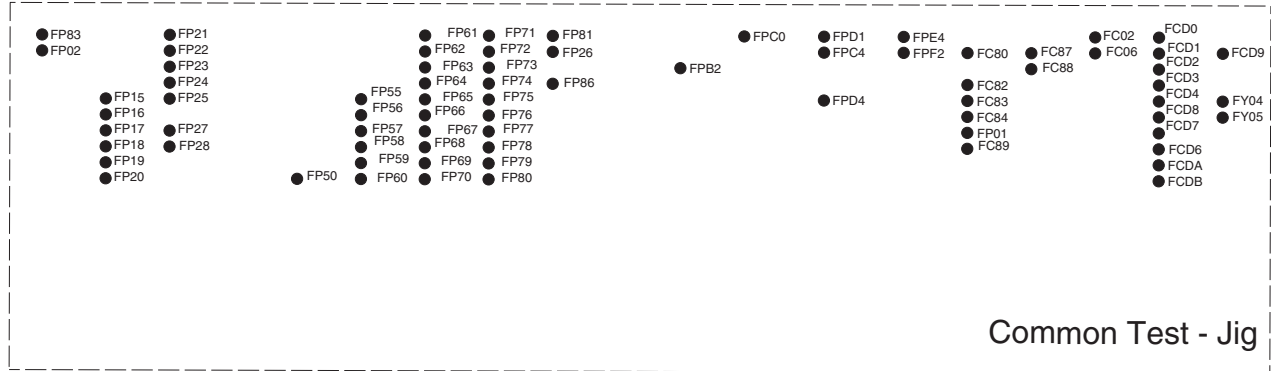 FP83
FP02
FP15
FP16
FP17
FP18
FP19
FP20
FP21
FP22
FP23
FP24
FP25
FP27
FP28
FP50
FP55
FP56
FP57
FP58
FP59
FP60
FP61
FP62
FP63
FP64
FP65
FP66
FP67
FP68
FP69
FP70
FP71
FP72
FP73
FP74
FP75
FP76
FP77
FP78
FP79
FP80
FP81
FP26
FP86
FPB2
FPC0
FPD1
FPC4
FPD4
FPE4
FPF2
FC80
FC82
FC83
FC84
FP01
FC89
FC87
FC88
FC02
FC06
FCD0
FCD1
FCD2
FCD3
FCD4
FCD8
FCD7
FCD6
FCDA
FCDB
FCD9
FY04
FY05
Common Test - Jig